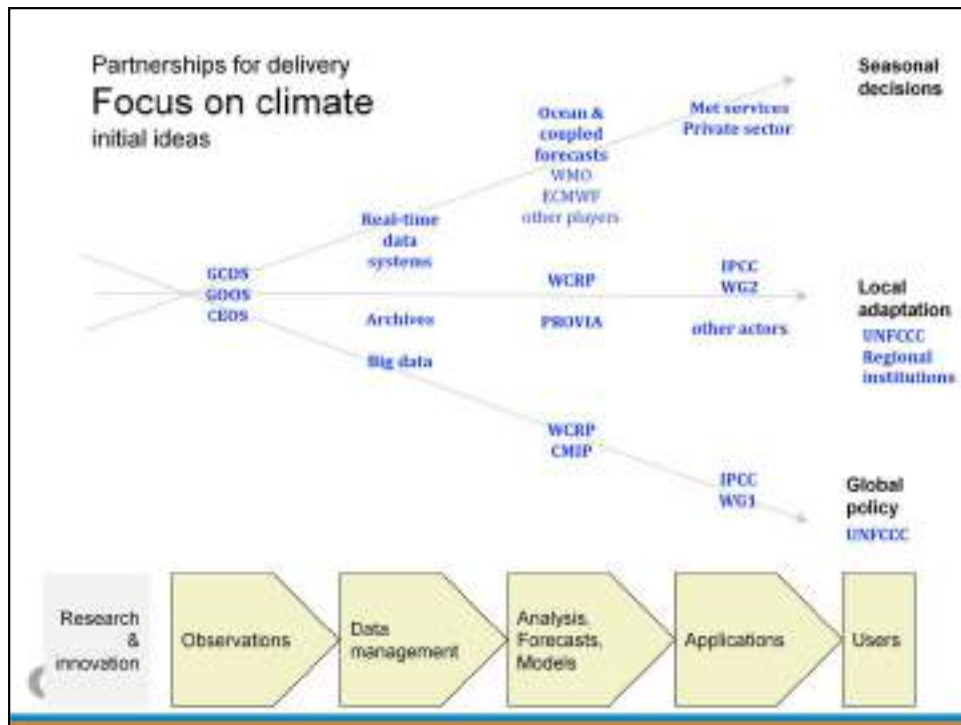 Partnerships for delivery
Focus on climate
initial ideas
Seasonal
decisions
Met services
Private sector
Ocean &
coupled
forecasts
WMO
ECMWF
other players
Real-time
data
systems
GCOS
GOOS
CEOS
WCRP
IPCC
WG2
Local
adaptation
Archives
PROVIA
other actors
UNFCCC
Regional
institutions
Big data
WCRP
CMIP
IPCC
WG1
Global
policy
UNFCCC
Research
&
innovation
Observations
Data
management
Analysis,
Forecasts,
Models
Applications
Users